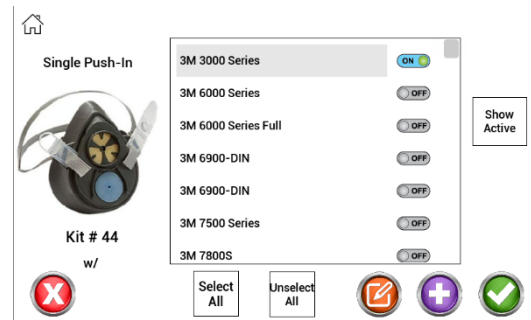 Single Push-In
Kit # 44
w/
3M 3000 Series ON
3M 6000 Series OFF
3M 6000 Series Full OFF
3M 6900-DIN OFF
3M 6900-DIN OFF
3M 7500 Series OFF
3M 7800S OFF
Show
Active
Select
All
Unselect
All